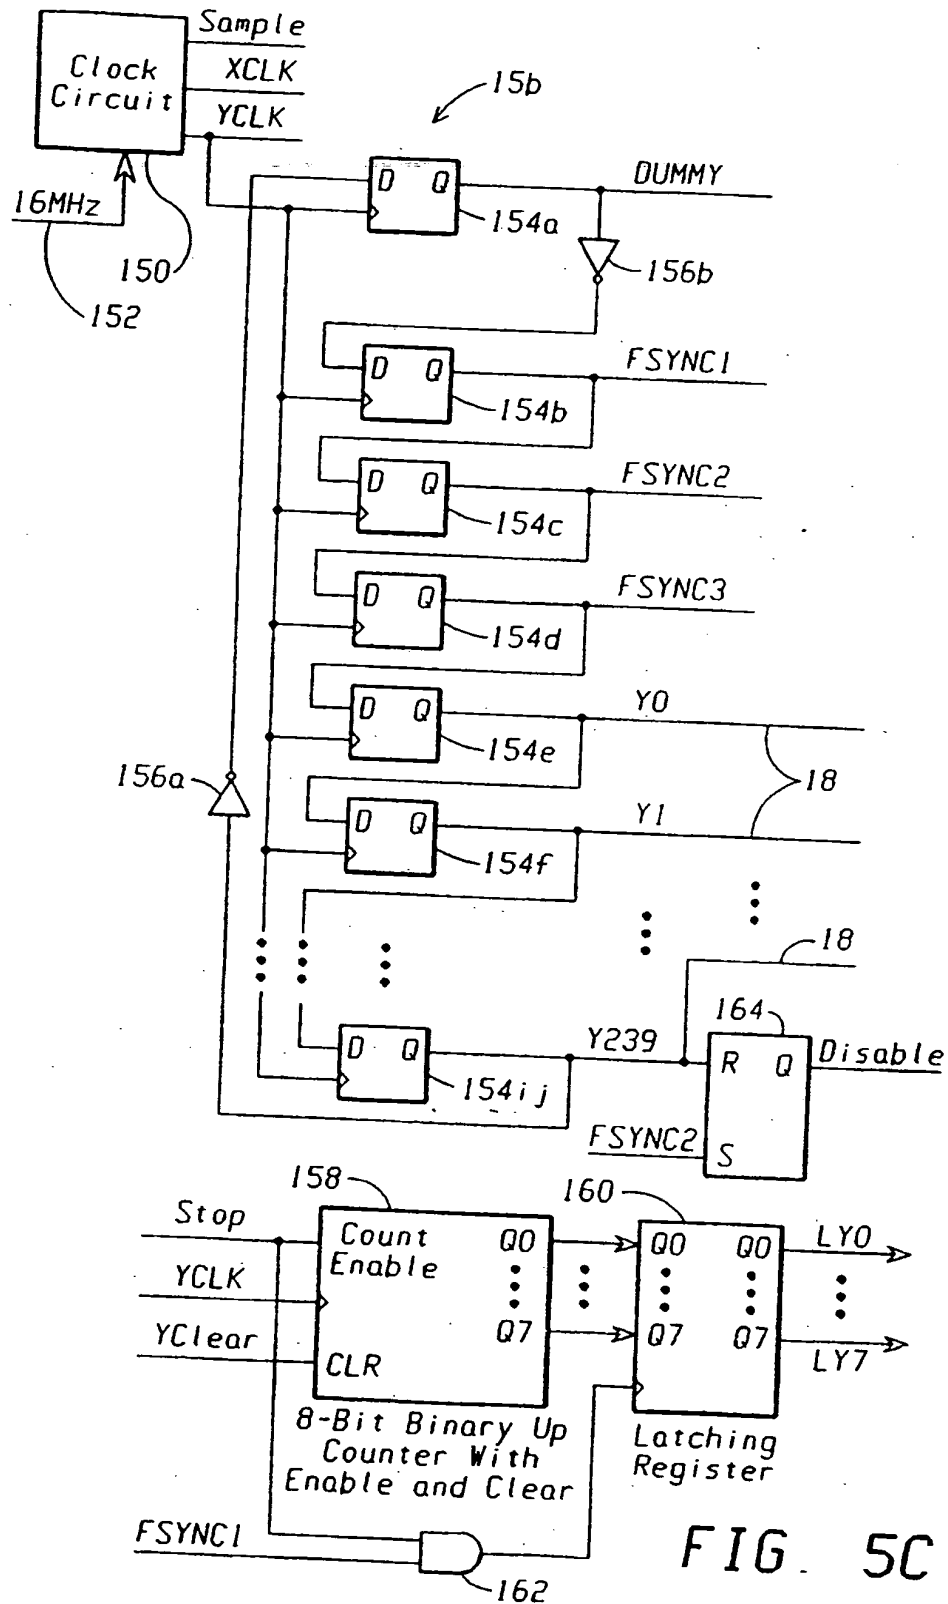 Sample
Clock
Circuit
XCLK
YCLK
15b
16MHz
150
152
D Q
154a
DUMMY
156b
D Q
154b
FSYNC1
D Q
154c
FSYNC2
D Q
154d
FSYNC3
D Q
154e
Y0
18
156a
D Q
154f
Y1
18
D Q
154ij
Y239
164
R Q
Disable
FSYNC2
S
158
160
Stop
Count
Enable
Q0
Q0 Q0
LY0
YCLK
Q7
Q7 Q7
LY7
YClear
CLR
8-Bit Binary Up
Counter With
Enable and Clear
Latching
Register
FSYNC1
162
FIG. 5C